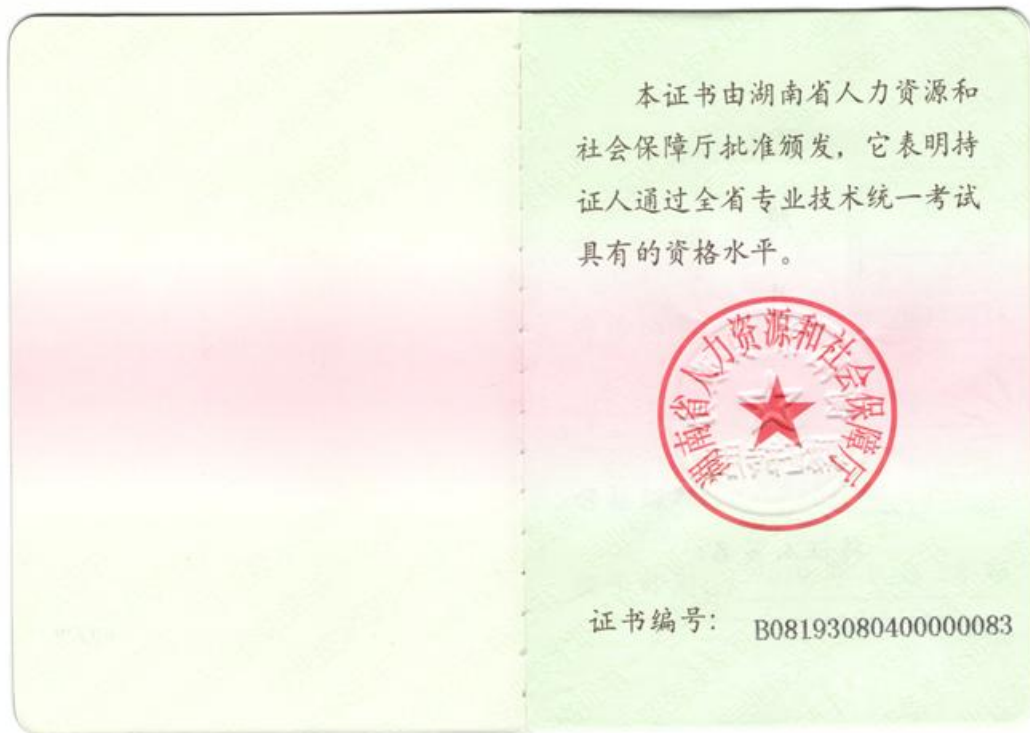 本证书由湖南省人力资源和
社会保障厅批准颁发，它表明持
证人通过全省专业技术统一考试
具有的资格水平。
湖南省人力资源和社会保障厅
证书编号： B08193080400000083